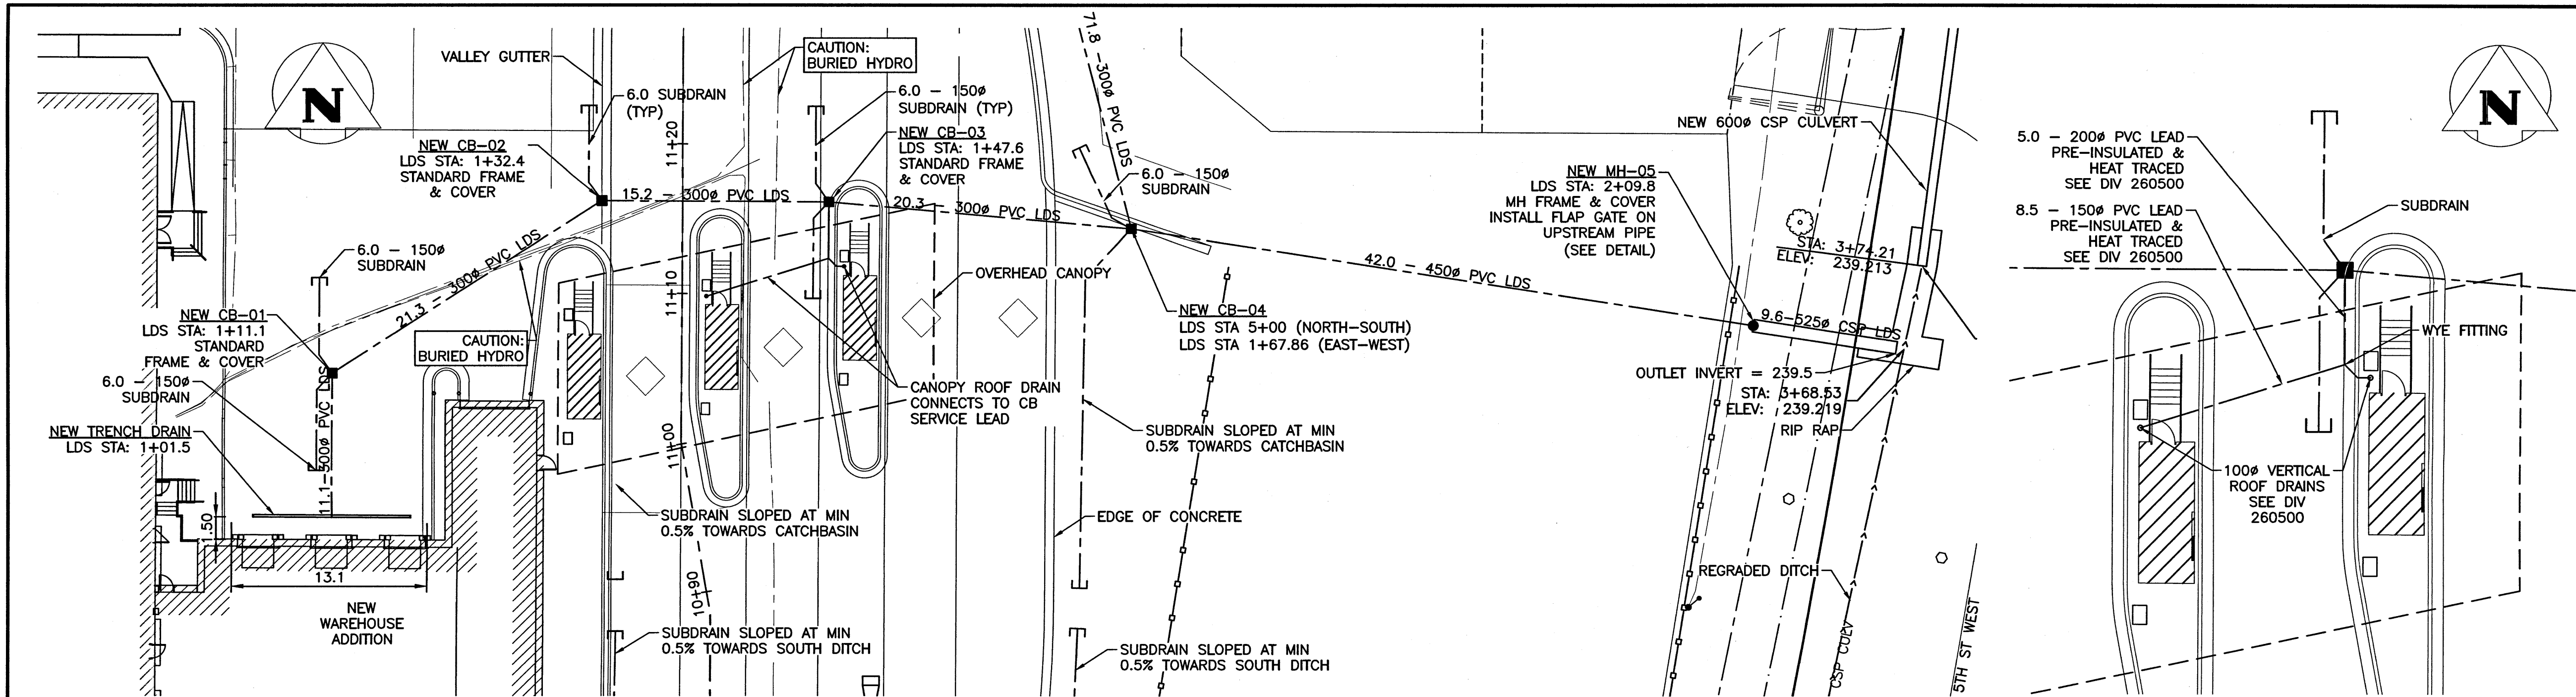 N
VALLEY GUTTER
CAUTION:
BURIED HYDRO
6.0 SUBDRAIN
(TYP)
6.0 - 150ø
SUBDRAIN (TYP)
NEW CB-02
LDS STA: 1+32.4
STANDARD FRAME
& COVER
11+20
NEW CB-03
LDS STA: 1+47.6
STANDARD FRAME
& COVER
71.8 -300ø PVC LDS
6.0 - 150ø
SUBDRAIN
15.2 - 300ø PVC LDS
20.3 - 300ø PVC LDS
6.0 - 150ø
SUBDRAIN
21.3 - 300ø PVC LDS
11+10
OVERHEAD CANOPY
NEW CB-01
LDS STA: 1+11.1
STANDARD
FRAME & COVER
CAUTION:
BURIED HYDRO
6.0 - 150ø
SUBDRAIN
11.1-300ø PVC LDS
NEW TRENCH DRAIN
LDS STA: 1+01.5
1.50
13.1
NEW
WAREHOUSE
ADDITION
CANOPY ROOF DRAIN
CONNECTS TO CB
SERVICE LEAD
11+00
SUBDRAIN SLOPED AT MIN
0.5% TOWARDS CATCHBASIN
10+90
SUBDRAIN SLOPED AT MIN
0.5% TOWARDS SOUTH DITCH
NEW CB-04
LDS STA 5+00 (NORTH-SOUTH)
LDS STA 1+67.86 (EAST-WEST)
SUBDRAIN SLOPED AT MIN
0.5% TOWARDS CATCHBASIN
EDGE OF CONCRETE
SUBDRAIN SLOPED AT MIN
0.5% TOWARDS SOUTH DITCH
42.0 - 450ø PVC LDS
NEW 600ø CSP CULVERT
NEW MH-05
LDS STA: 2+09.8
MH FRAME & COVER
INSTALL FLAP GATE ON
UPSTREAM PIPE
(SEE DETAIL)
STA: 3+74.21
ELEV: 239.213
9.6-525ø CSP LDS
OUTLET INVERT = 239.5
STA: 3+68.53
ELEV: 239.219
RIP RAP
REGRADED DITCH
CSP CULV
5TH ST WEST
N
5.0 - 200ø PVC LEAD
PRE-INSULATED &
HEAT TRACED
SEE DIV 260500
8.5 - 150ø PVC LEAD
PRE-INSULATED &
HEAT TRACED
SEE DIV 260500
SUBDRAIN
WYE FITTING
100ø VERTICAL
ROOF DRAINS
SEE DIV
260500